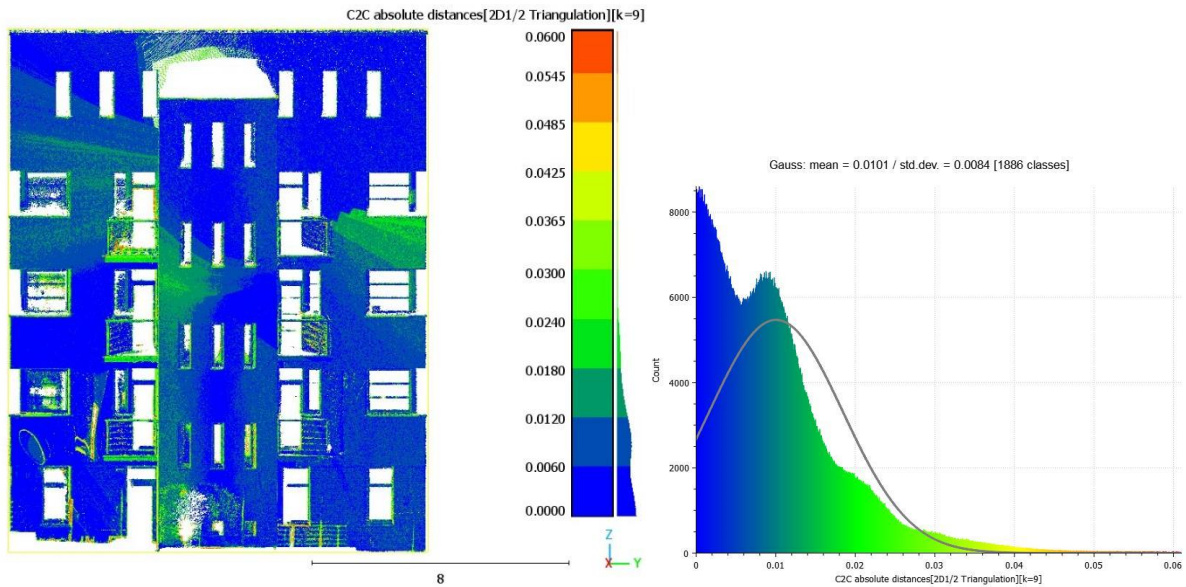 C2C absolute distances[2D1/2 Triangulation][k=9]
0.0600
0.0545
0.0485
0.0425
0.0365
0.0300
0.0240
0.0180
0.0120
0.0060
0.0000
Z
X Y
8
Gauss: mean = 0.0101 / std.dev. = 0.0084 [1886 classes]
8000
6000
4000
2000
0
Count
0 0.01 0.02 0.03 0.04 0.05 0.06
C2C absolute distances[2D1/2 Triangulation][k=9]